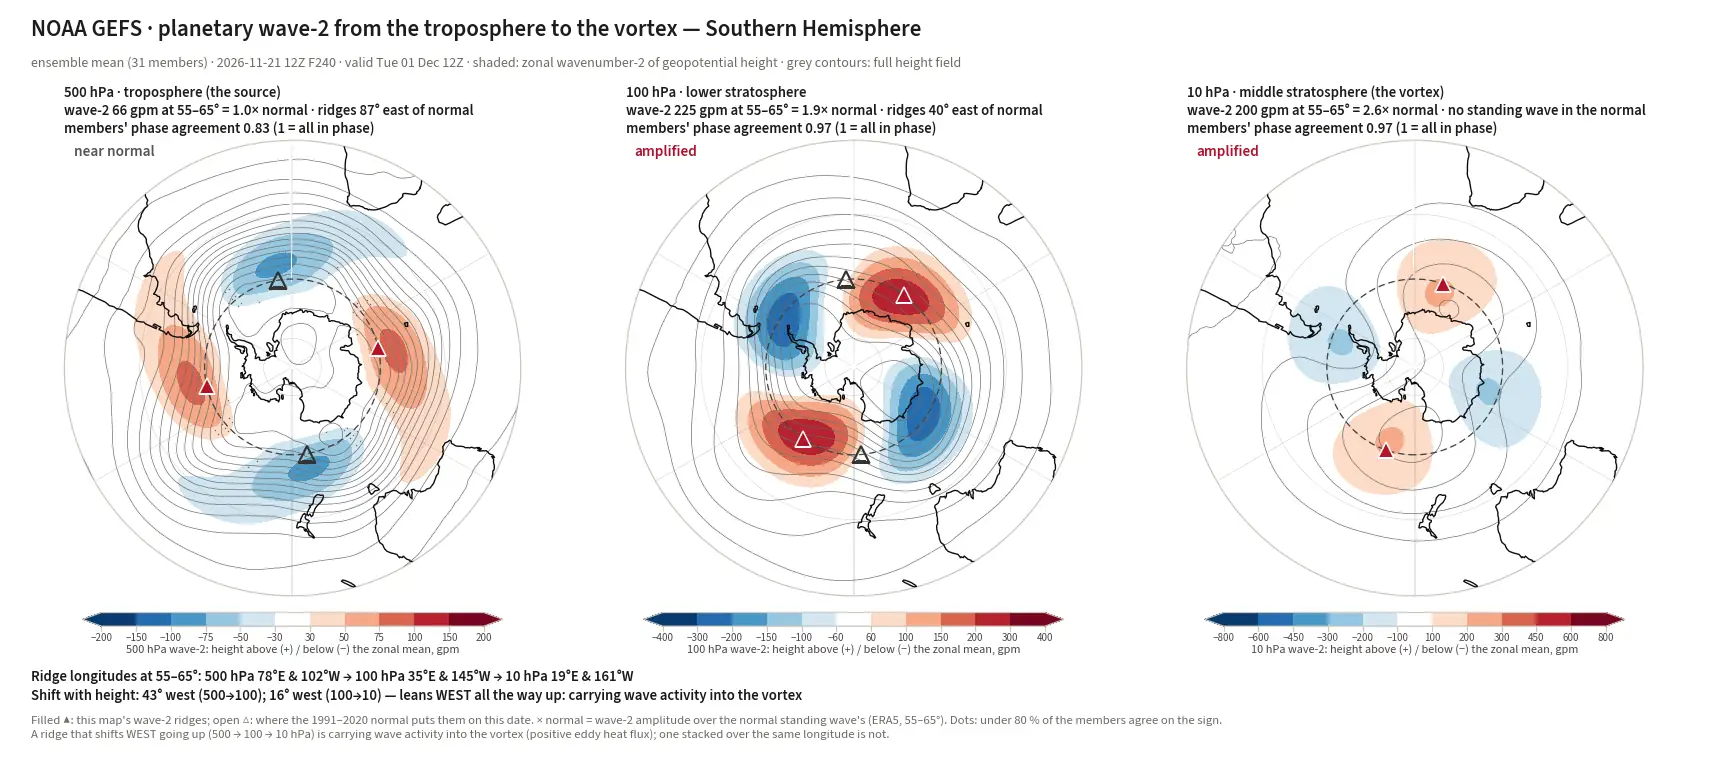 NOAA GEFS · planetary wave-2 from the troposphere to the vortex — Southern Hemisphere
ensemble mean (31 members) · 2026-11-21 12Z F240 · valid Tue 01 Dec 12Z · shaded: zonal wavenumber-2 of geopotential height · grey contours: full height field
500 hPa · troposphere (the source)
wave-2 66 gpm at 55–65° = 1.0× normal · ridges 87° east of normal
members' phase agreement 0.83 (1 = all in phase)
near normal
100 hPa · lower stratosphere
wave-2 225 gpm at 55–65° = 1.9× normal · ridges 40° east of normal
members' phase agreement 0.97 (1 = all in phase)
amplified
10 hPa · middle stratosphere (the vortex)
wave-2 200 gpm at 55–65° = 2.6× normal · no standing wave in the normal
members' phase agreement 0.97 (1 = all in phase)
amplified
−200 −150 −100 −75 −50 −30 30 50 75 100 150 200
500 hPa wave-2: height above (+) / below (−) the zonal mean, gpm
−400 −300 −200 −150 −100 −60 60 100 150 200 300 400
100 hPa wave-2: height above (+) / below (−) the zonal mean, gpm
−800 −600 −450 −300 −200 −100 100 200 300 450 600 800
10 hPa wave-2: height above (+) / below (−) the zonal mean, gpm
Ridge longitudes at 55–65°: 500 hPa 78°E & 102°W → 100 hPa 35°E & 145°W → 10 hPa 19°E & 161°W
Shift with height: 43° west (500→100); 16° west (100→10) — leans WEST all the way up: carrying wave activity into the vortex
Filled ▲: this map's wave-2 ridges; open △: where the 1991–2020 normal puts them on this date. × normal = wave-2 amplitude over the normal standing wave's (ERA5, 55–65°). Dots: under 80 % of the members agree on the sign.
A ridge that shifts WEST going up (500 → 100 → 10 hPa) is carrying wave activity into the vortex (positive eddy heat flux); one stacked over the same longitude is not.